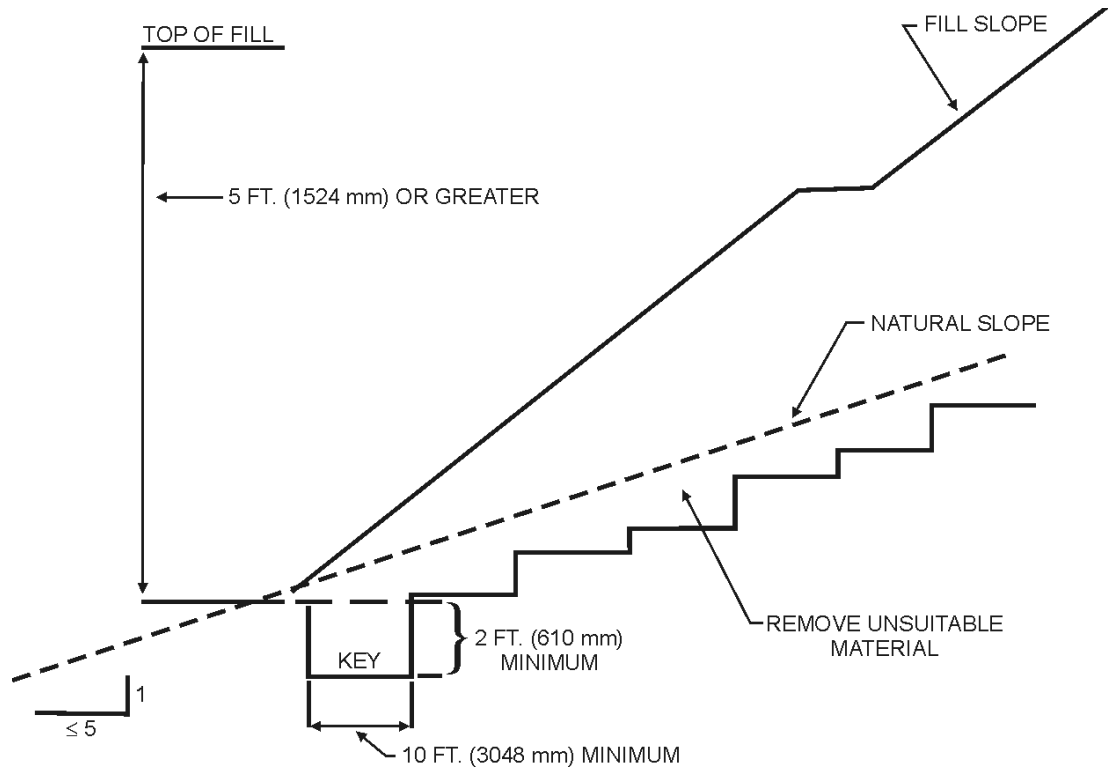 TOP OF FILL
FILL SLOPE
5 FT. (1524 mm) OR GREATER
NATURAL SLOPE
REMOVE UNSUITABLE
MATERIAL
2 FT. (610 mm)
MINIMUM
KEY
1
≤ 5
10 FT. (3048 mm) MINIMUM